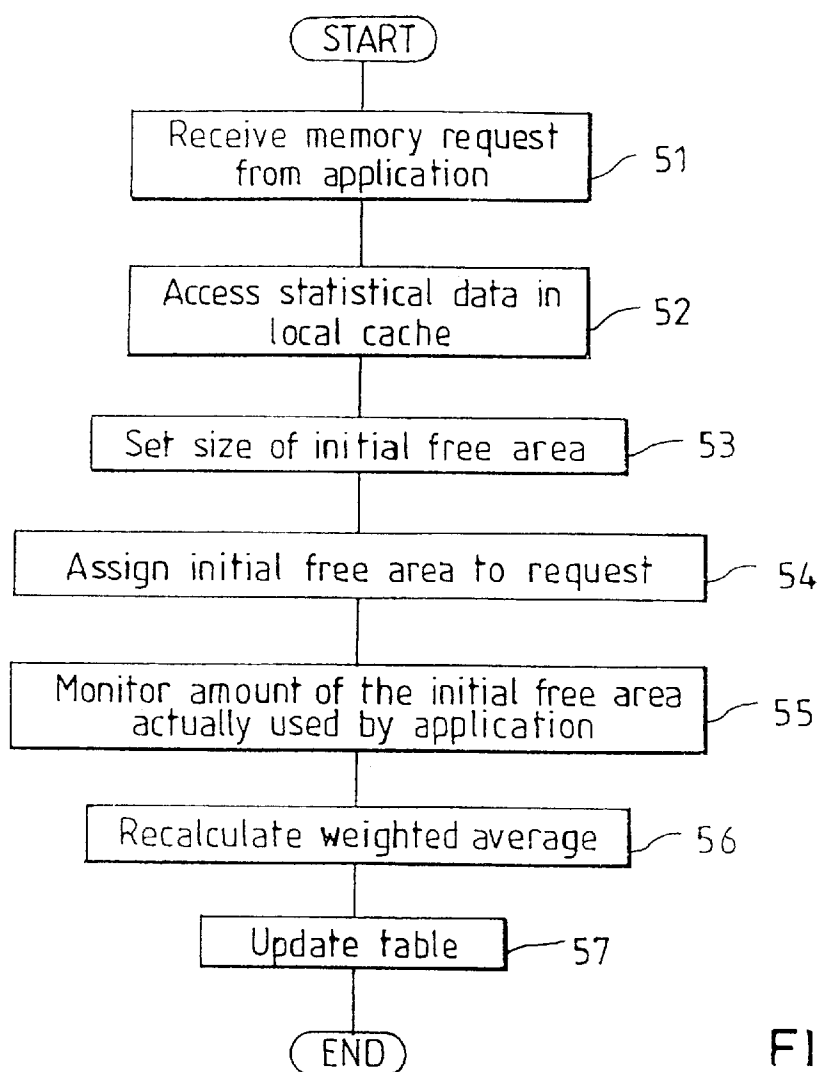 START
Receive memory request
from application
51
Access statistical data in
local cache
52
Set size of initial free area
53
Assign initial free area to request
54
Monitor amount of the initial free area
actually used by application
55
Recalculate weighted average
56
Update table
57
END
FI